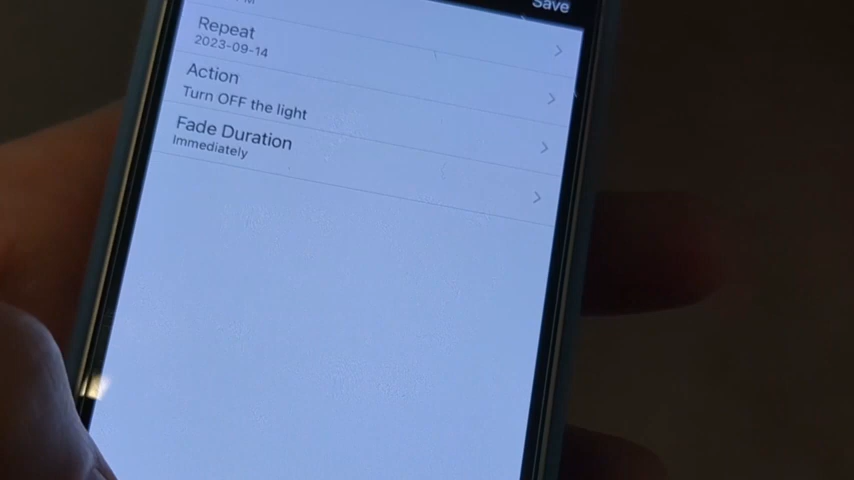 Save
Repeat
2023-09-14
Action
Turn OFF the light
Fade Duration
Immediately